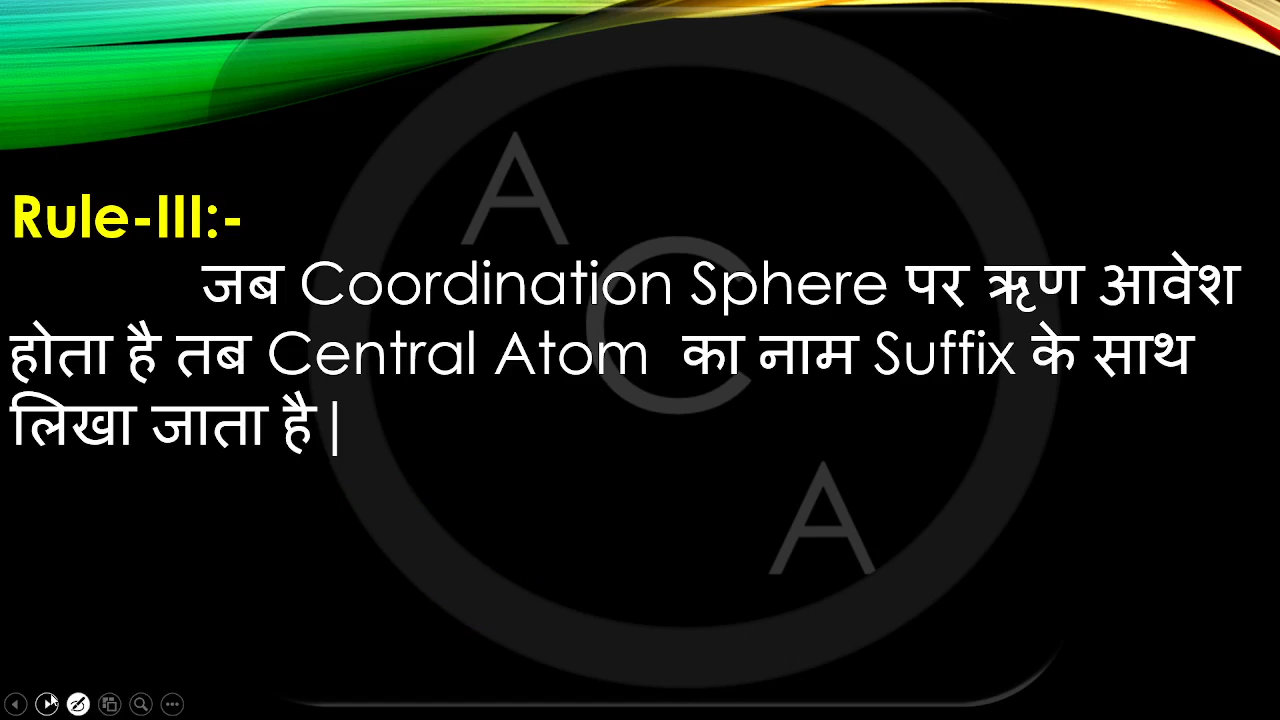 Rule-III:-
जब Coordination Sphere पर ऋण आवेश
होता है तब Central Atom का नाम Suffix के साथ
लिखा जाता है|
A
C
A